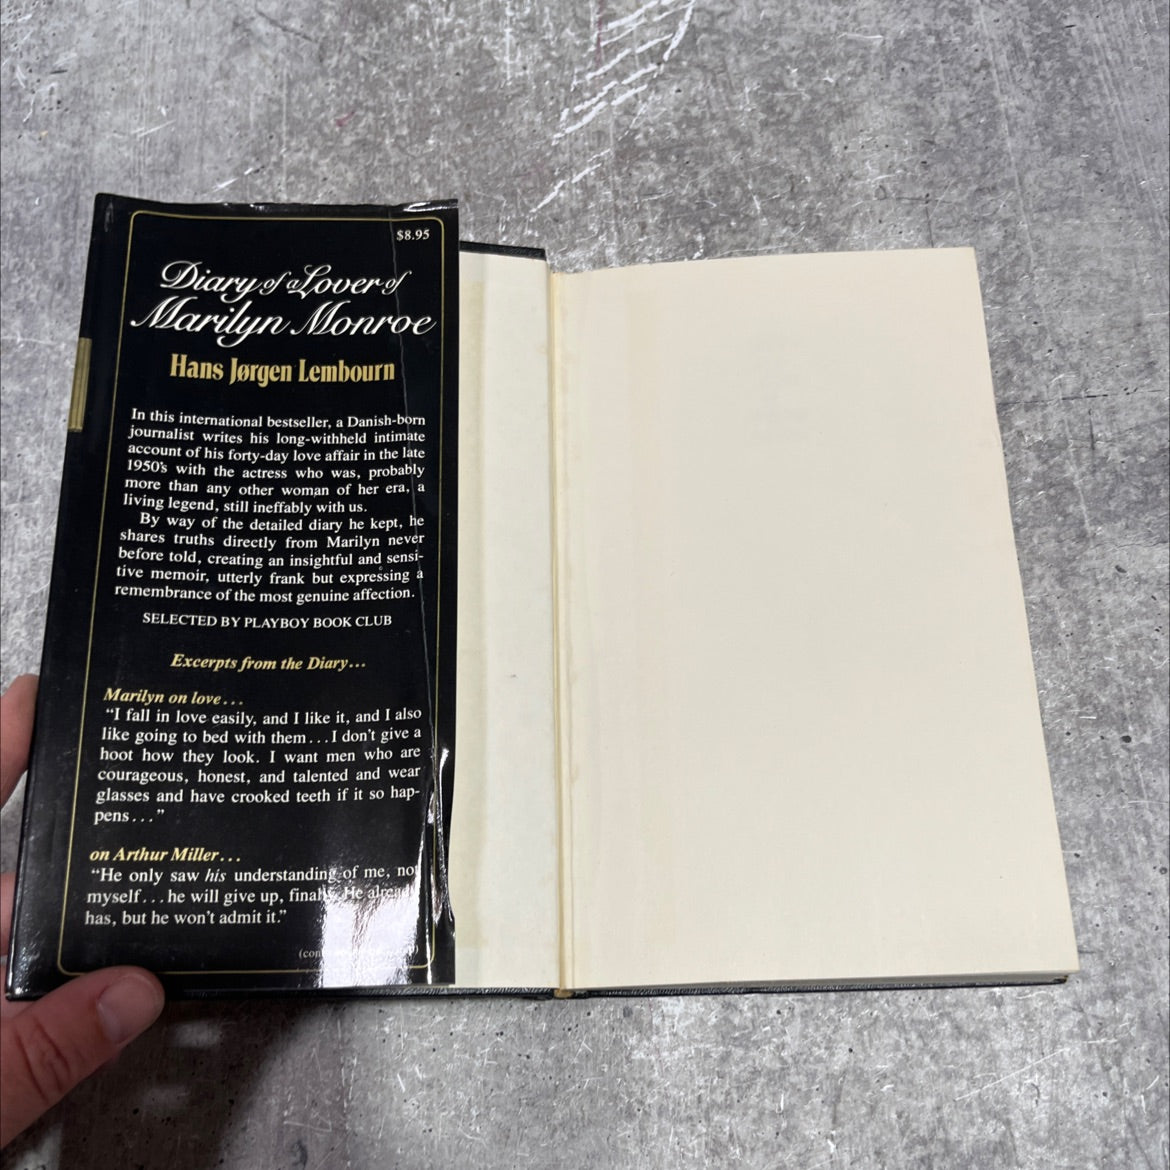 $8.95
Diary of a Lover of
Marilyn Monroe
Hans Jørgen Lembourn
In this international bestseller, a Danish-born
journalist writes his long-withheld intimate
account of his forty-day love affair in the late
1950's with the actress who was, probably
more than any other woman of her era, a
living legend, still ineffably with us.
By way of the detailed diary he kept, he
shares truths directly from Marilyn never
before told, creating an insightful and sensi-
tive memoir, utterly frank but expressing a
remembrance of the most genuine affection.
SELECTED BY PLAYBOY BOOK CLUB
Excerpts from the Diary...
Marilyn on love...
"I fall in love easily, and I like it, and I also
like going to bed with them...I don't give a
hoot how they look. I want men who are
courageous, honest, and talented and wear
glasses and have crooked teeth if it so hap-
pens..."
on Arthur Miller...
"He only saw his understanding of me, not
myself...he will give up, finally. He already
has, but he won't admit it."